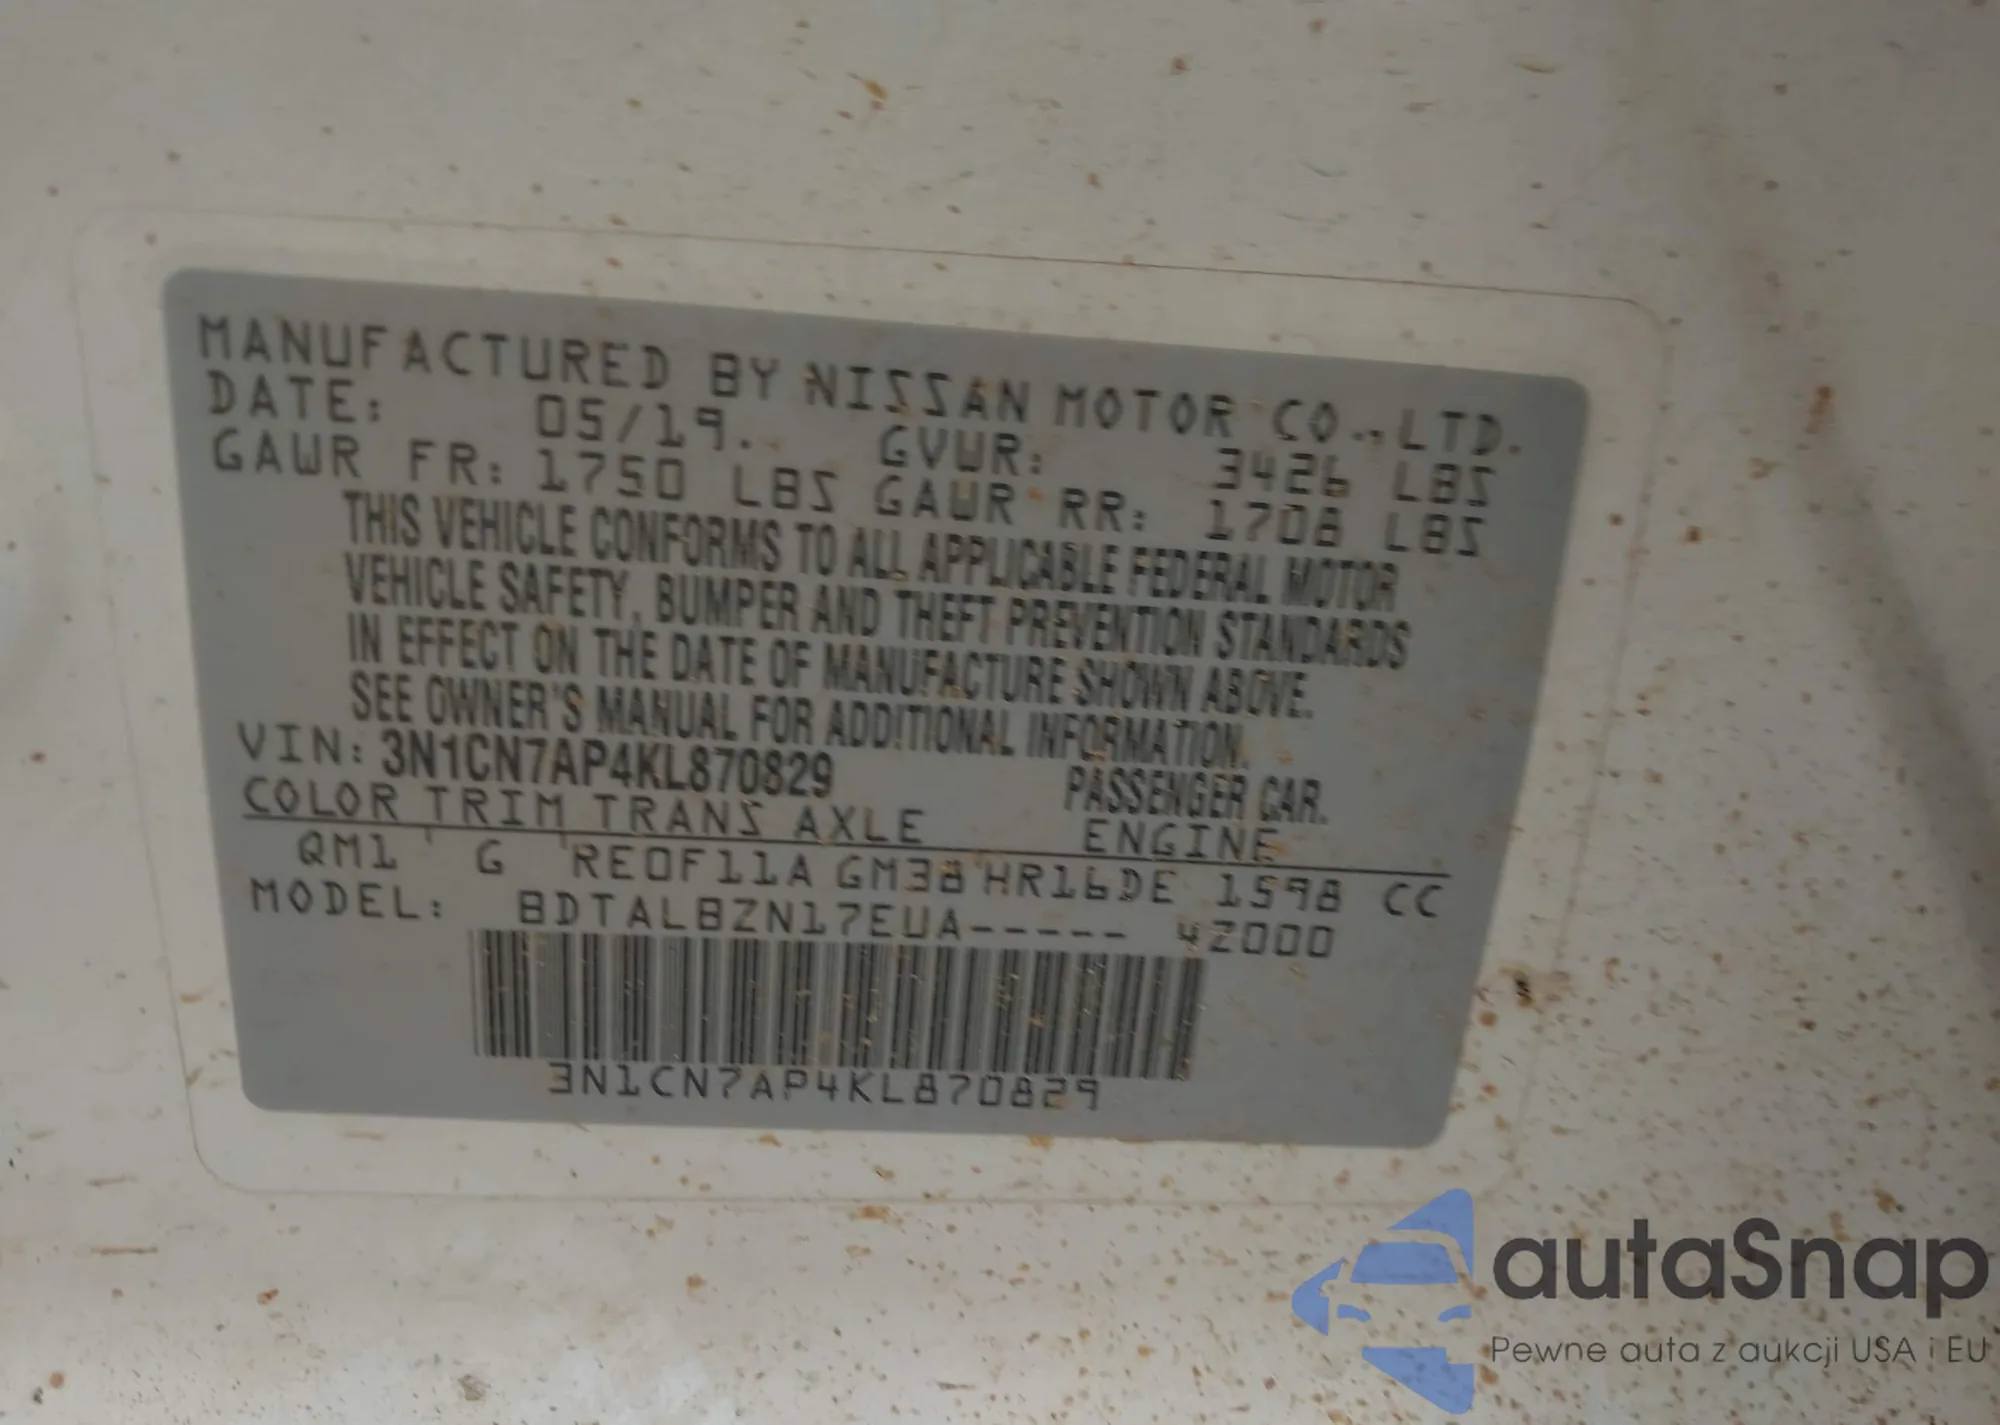 MANUFACTURED BY NISSAN MOTOR CO.,LTD.
DATE: 05/19. GVWR: 3426 LBS
GAWR FR: 1750 LBS GAWR RR: 1708 LBS
THIS VEHICLE CONFORMS TO ALL APPLICABLE FEDERAL MOTOR
VEHICLE SAFETY, BUMPER AND THEFT PREVENTION STANDARDS
IN EFFECT ON THE DATE OF MANUFACTURE SHOWN ABOVE.
SEE OWNER'S MANUAL FOR ADDITIONAL INFORMATION.
VIN: 3N1CN7AP4KL870829 PASSENGER CAR.
COLOR TRIM TRANS AXLE ENGINE
QM1 G RE0F11A GM38 HR16DE 1598 CC
MODEL: BDTALBZN17EUA----- 4Z000
3N1CN7AP4KL870829
autaSnap
Pewne auta z aukcji USA i EU